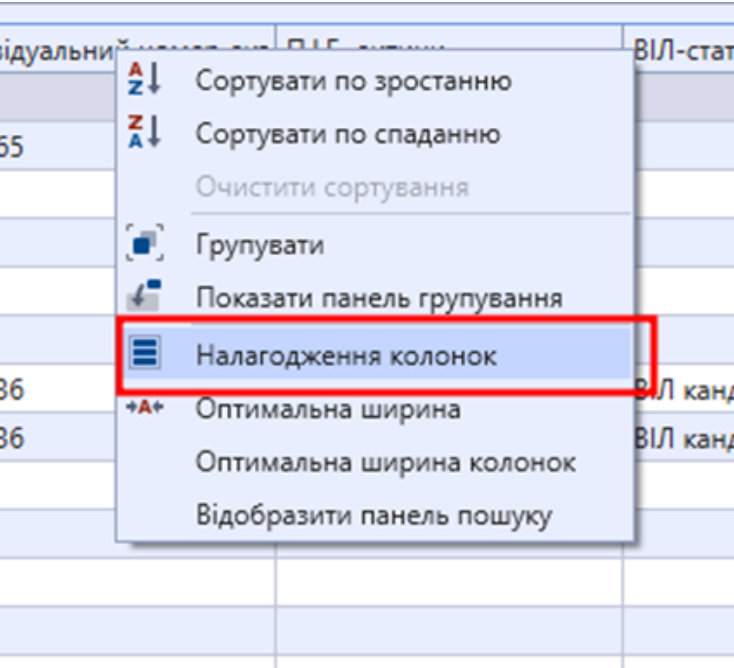 ВІЛ-стат
Сортувати по зростанню
Сортувати по спаданню
65
Очистити сортування
Групувати
Показати панель групування
Налагодження колонок
36
ВІЛ канд
Оптимальна ширина
36
ВІЛ канд
Оптимальна ширина колонок
Відобразити панель пошуку